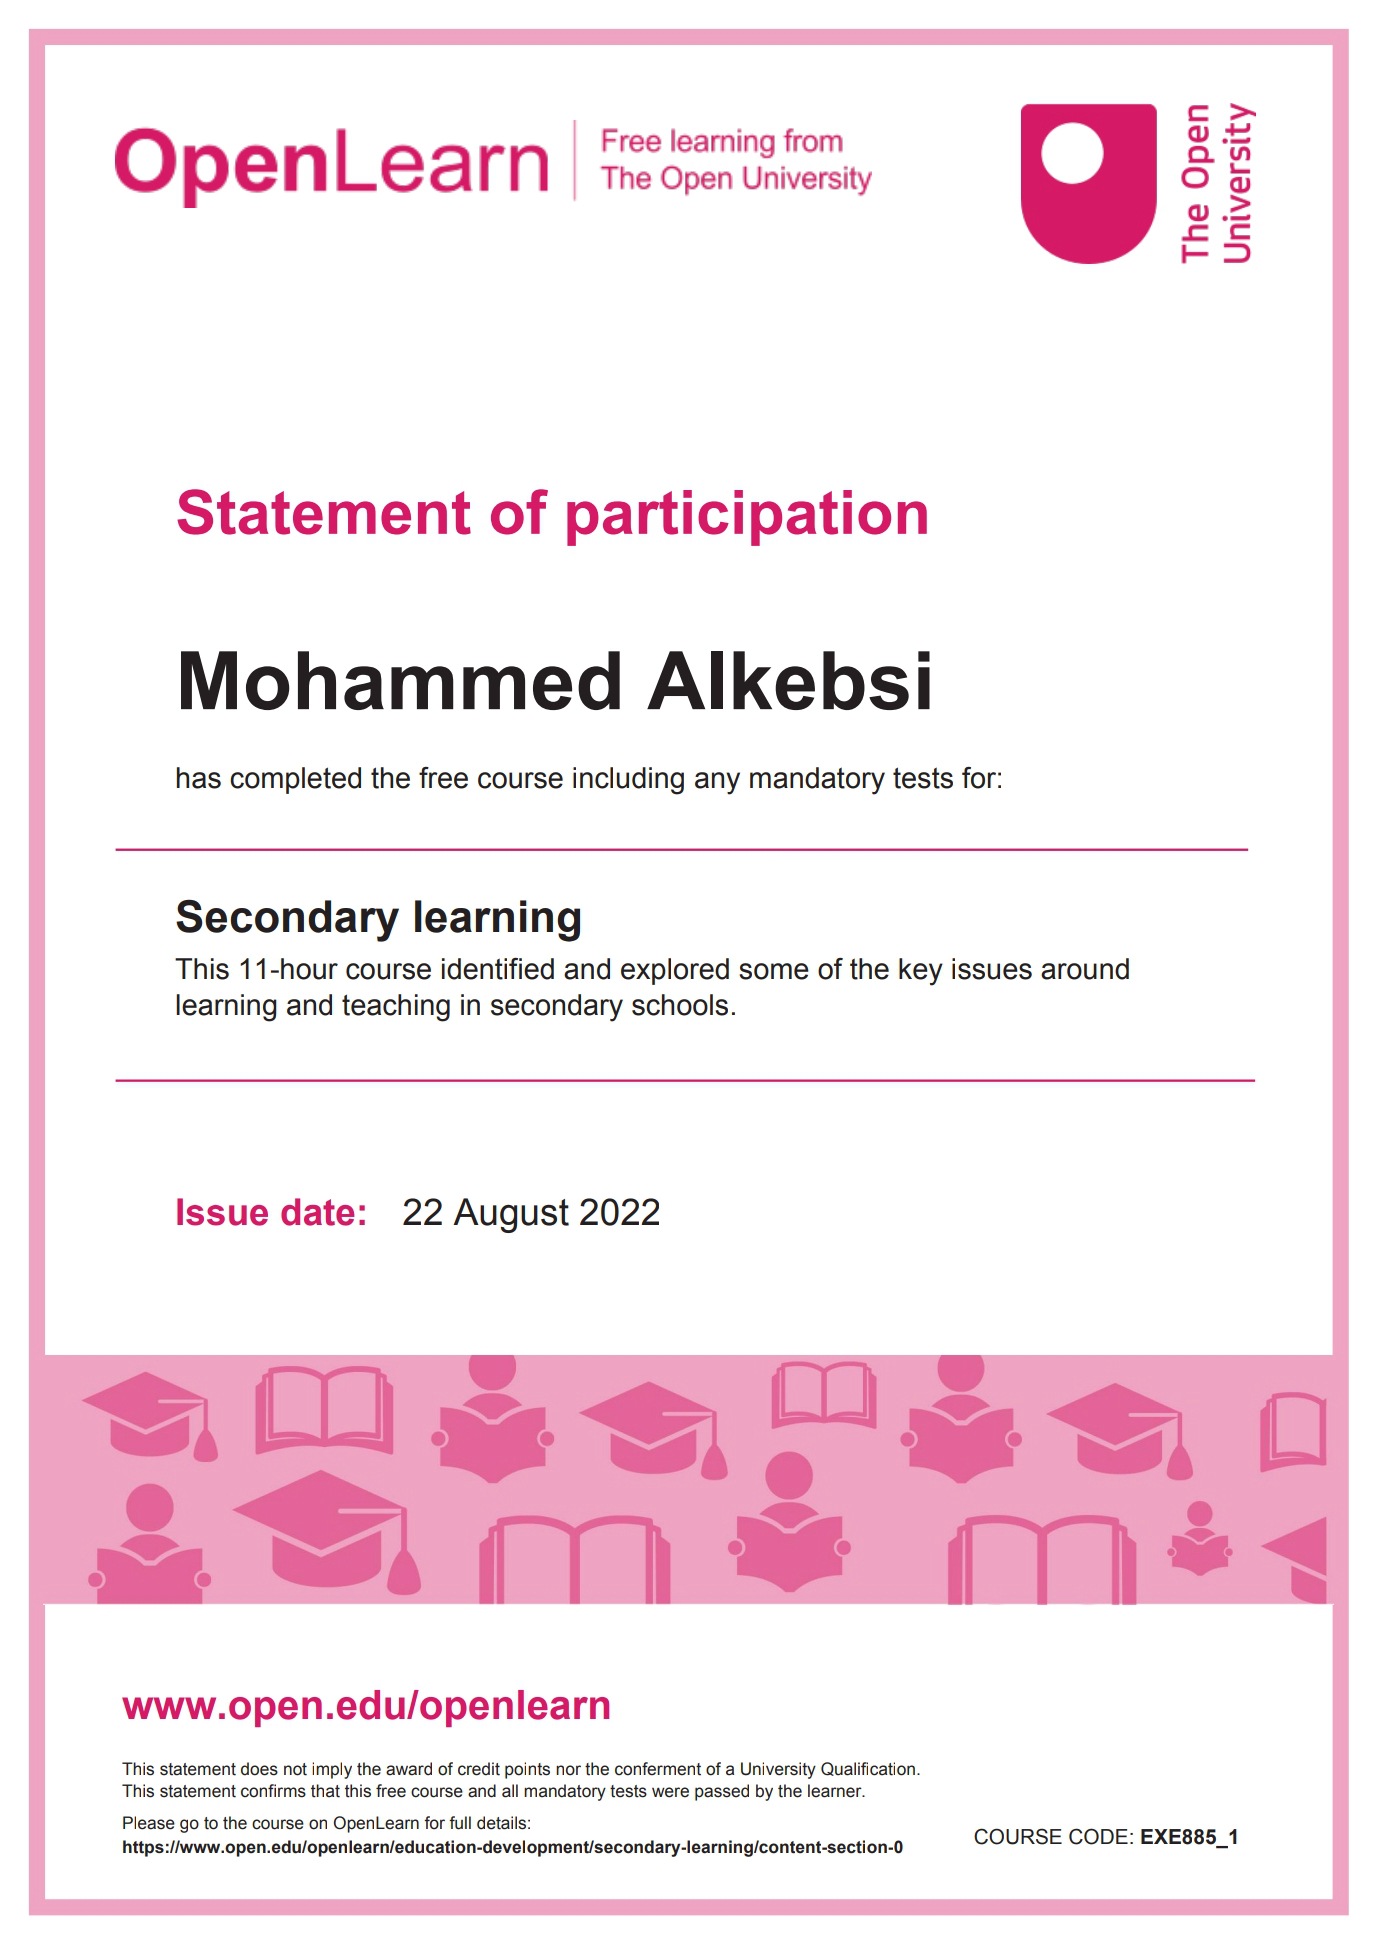 OpenLearn
Free learning from
The Open University
The Open
University
Statement of participation
Mohammed Alkebsi
has completed the free course including any mandatory tests for:
Secondary learning
This 11-hour course identified and explored some of the key issues around
learning and teaching in secondary schools.
Issue date: 22 August 2022
www.open.edu/openlearn
This statement does not imply the award of credit points nor the conferment of a University Qualification.
This statement confirms that this free course and all mandatory tests were passed by the learner.
Please go to the course on OpenLearn for full details:
https://www.open.edu/openlearn/education-development/secondary-learning/content-section-0
COURSE CODE: EXE885_1